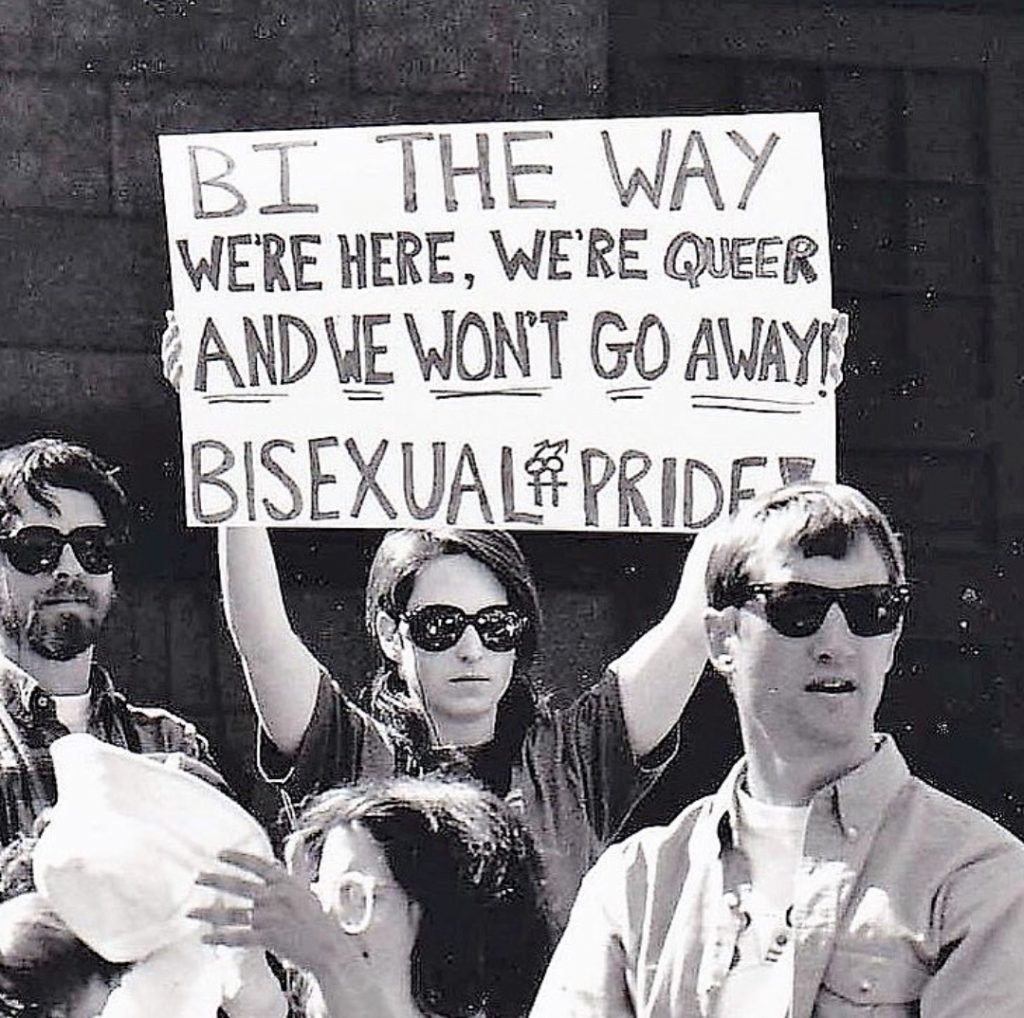 BI THE WAY
WE'RE HERE, WE'RE QUEER
AND WE WON'T GO AWAY!
BISEXUAL ⚣ PRIDE!